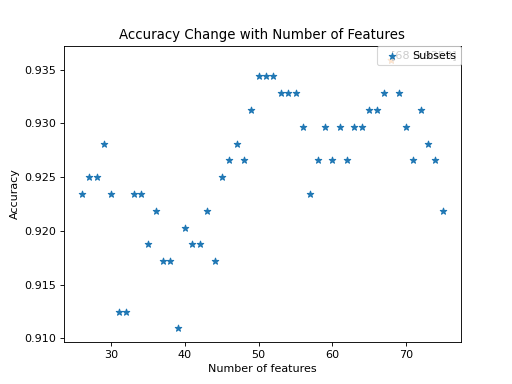 Accuracy Change with Number of Features
Subsets
0.935
0.930
0.925
0.920
0.915
0.910
Accuracy
30 40 50 60 70
Number of features